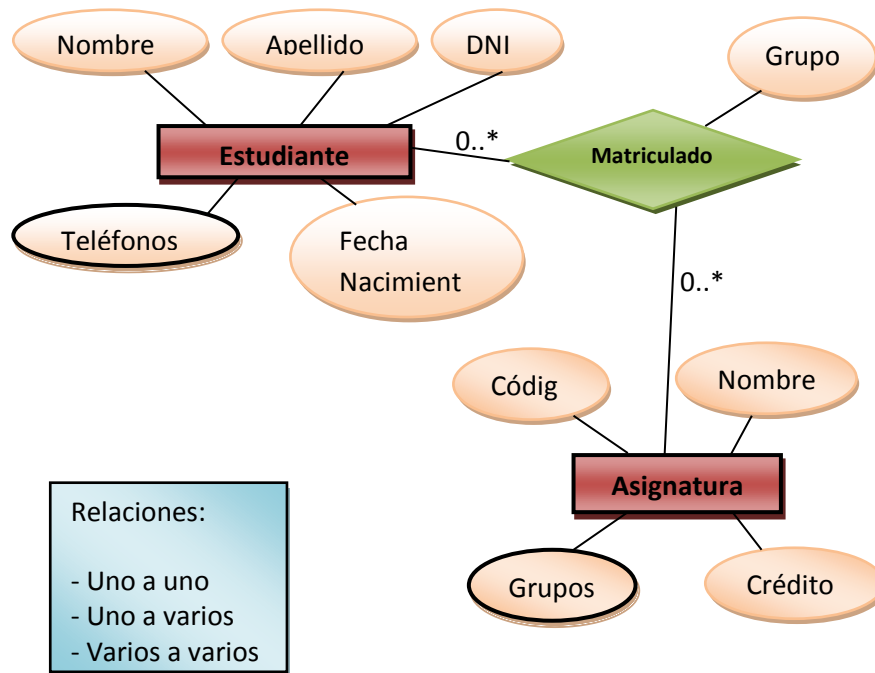 Nombre
Apellido
DNI
Grupo
Estudiante
0..*
Matriculado
Teléfonos
Fecha
Nacimient
0..*
Códig
Nombre
Asignatura
Grupos
Crédito
Relaciones:
- Uno a uno
- Uno a varios
- Varios a varios